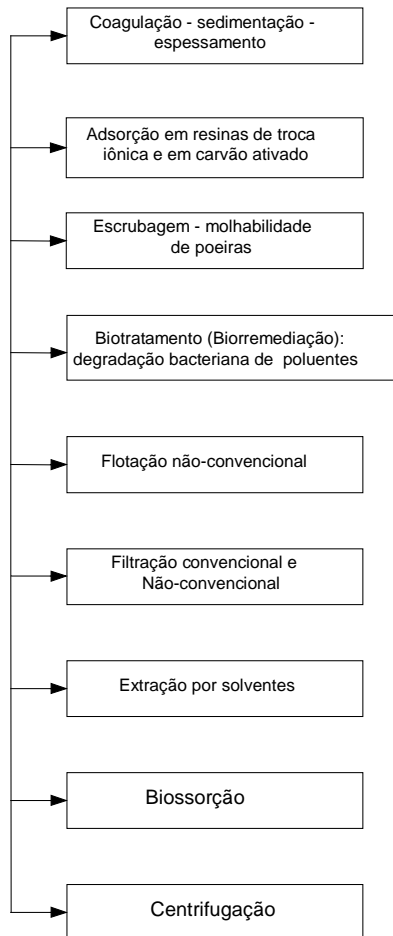 Coagulação - sedimentação -
espessamento
Adsorção em resinas de troca
iônica e em carvão ativado
Escrubagem - molhabilidade
de poeiras
Biotratamento (Biorremediação):
degradação bacteriana de poluentes
Flotação não-convencional
Filtração convencional e
Não-convencional
Extração por solventes
Biossorção
Centrifugação